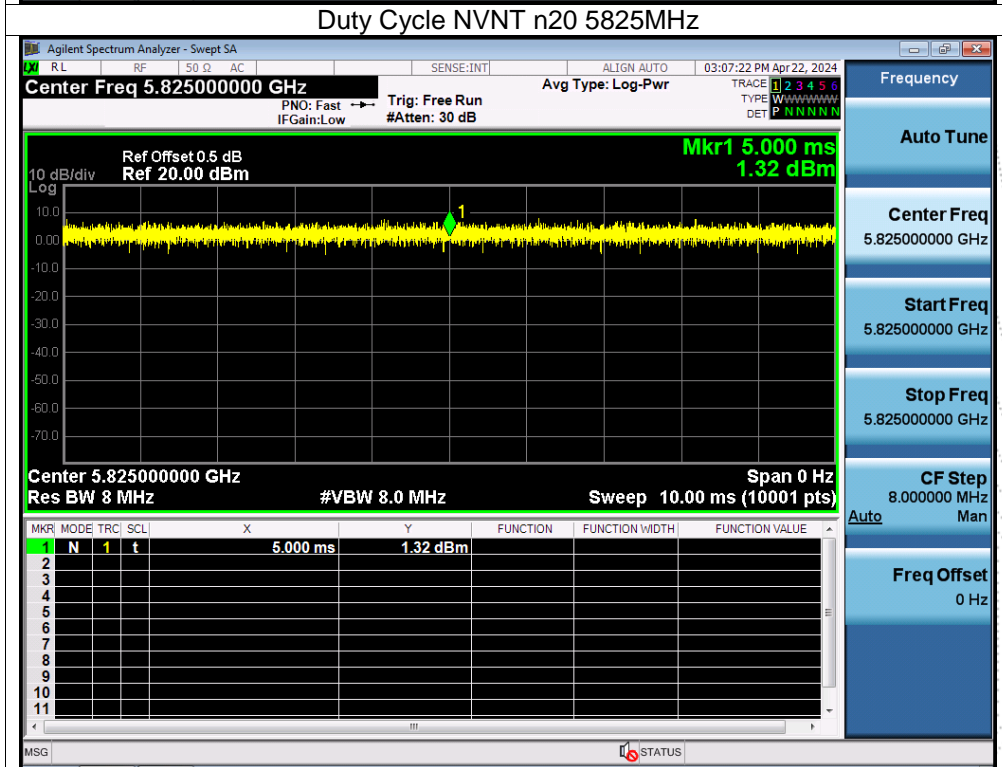 Duty Cycle NVNT n20 5825MHz
Agilent Spectrum Analyzer - Swept SA
LXI RL RF 50 Ω AC SENSE:INT ALIGN AUTO 03:07:22 PM Apr 22, 2024
Center Freq 5.825000000 GHz
PNO: Fast
IFGain:Low
Trig: Free Run
#Atten: 30 dB
Avg Type: Log-Pwr
TRACE 1 2 3 4 5 6
TYPE WWWWWW
DET P N N N N N
Mkr1 5.000 ms
1.32 dBm
Ref Offset 0.5 dB
10 dB/div Ref 20.00 dBm
Log
10.0
0.00
-10.0
-20.0
-30.0
-40.0
-50.0
-60.0
-70.0
1
Center 5.825000000 GHz Span 0 Hz
Res BW 8 MHz #VBW 8.0 MHz Sweep 10.00 ms (10001 pts)
MKR MODE TRC SCL X Y FUNCTION FUNCTION WIDTH FUNCTION VALUE
1 N 1 t 5.000 ms 1.32 dBm
2
3
4
5
6
7
8
9
10
11
MSG STATUS
Frequency
Auto Tune
Center Freq
5.825000000 GHz
Start Freq
5.825000000 GHz
Stop Freq
5.825000000 GHz
CF Step
8.000000 MHz
Auto Man
Freq Offset
0 Hz